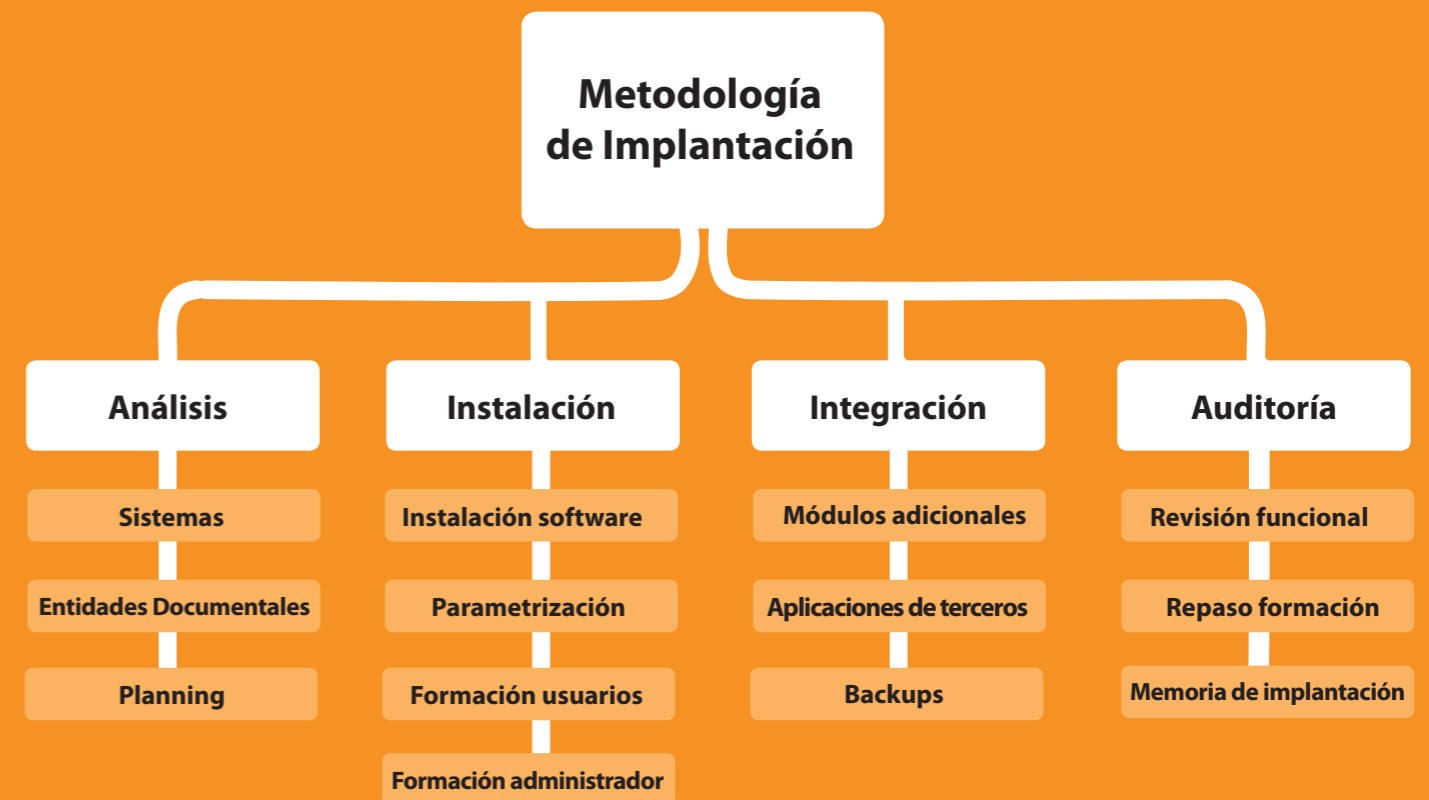 Metodología
de Implantación
Análisis
Sistemas
Entidades Documentales
Planning
Instalación
Instalación software
Parametrización
Formación usuarios
Formación administrador
Integración
Módulos adicionales
Aplicaciones de terceros
Backups
Auditoría
Revisión funcional
Repaso formación
Memoria de implantación